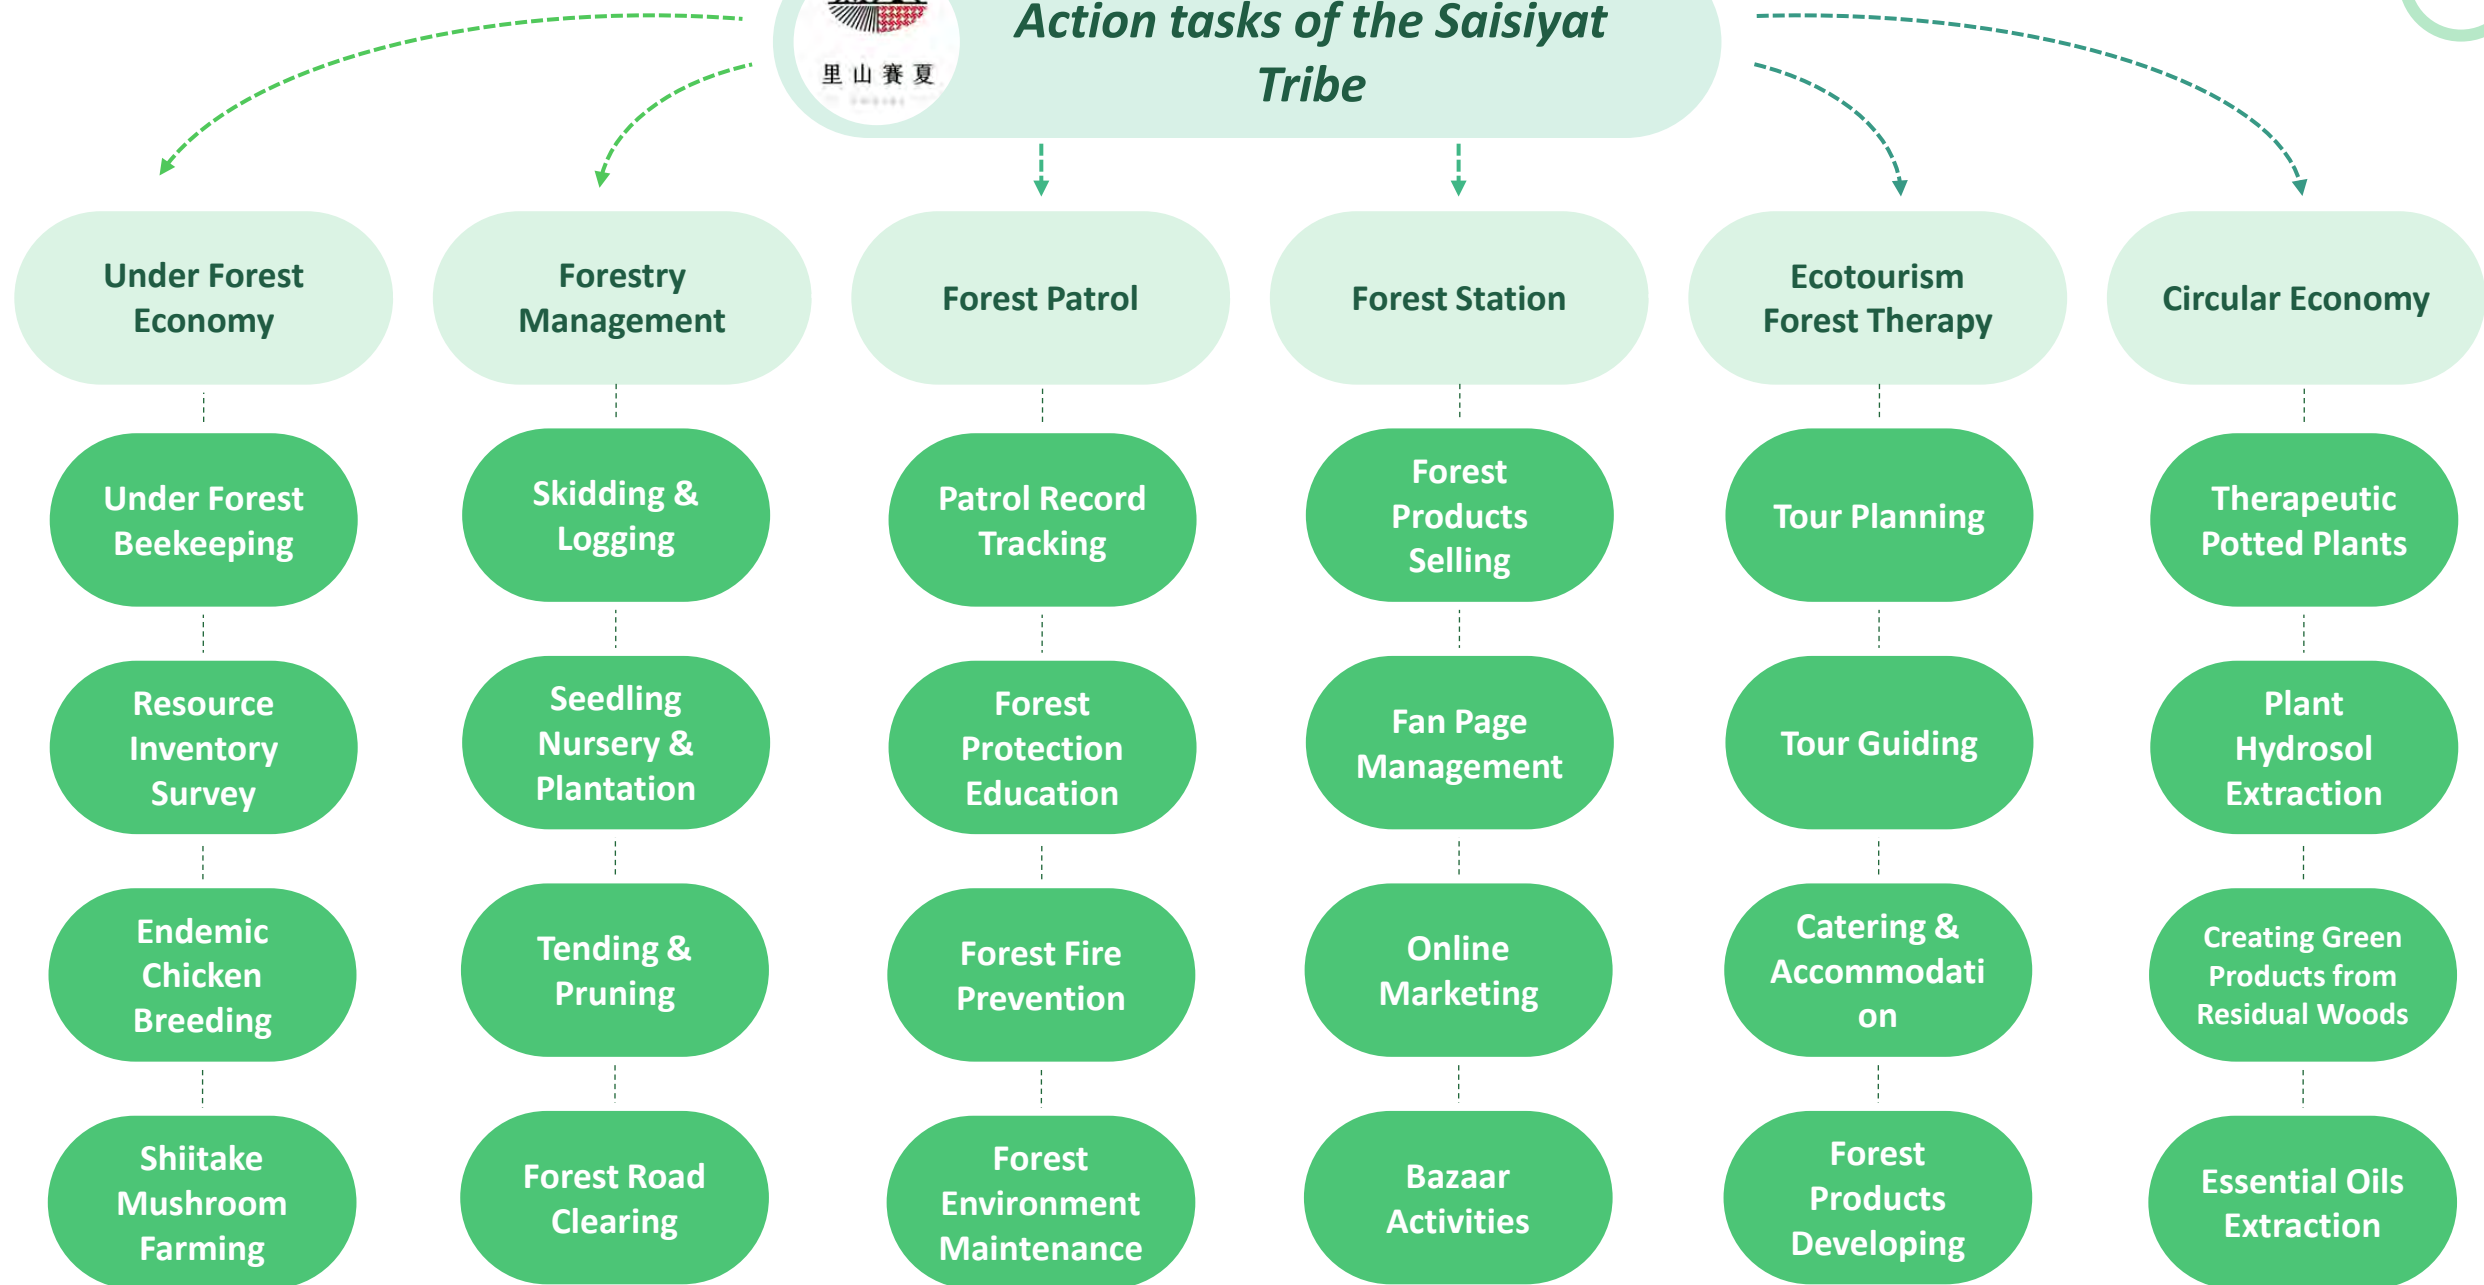 Action tasks of the Saisiyat
Tribe
里山賽夏
Under Forest
Economy
Forestry
Management
Forest Patrol
Forest Station
Ecotourism
Forest Therapy
Circular Economy
Under Forest
Beekeeping
Skidding &
Logging
Patrol Record
Tracking
Forest
Products
Selling
Tour Planning
Therapeutic
Potted Plants
Resource
Inventory
Survey
Seedling
Nursery &
Plantation
Forest
Protection
Education
Fan Page
Management
Tour Guiding
Plant
Hydrosol
Extraction
Endemic
Chicken
Breeding
Tending &
Pruning
Forest Fire
Prevention
Online
Marketing
Catering &
Accommodati
on
Creating Green
Products from
Residual Woods
Shiitake
Mushroom
Farming
Forest Road
Clearing
Forest
Environment
Maintenance
Bazaar
Activities
Forest
Products
Developing
Essential Oils
Extraction